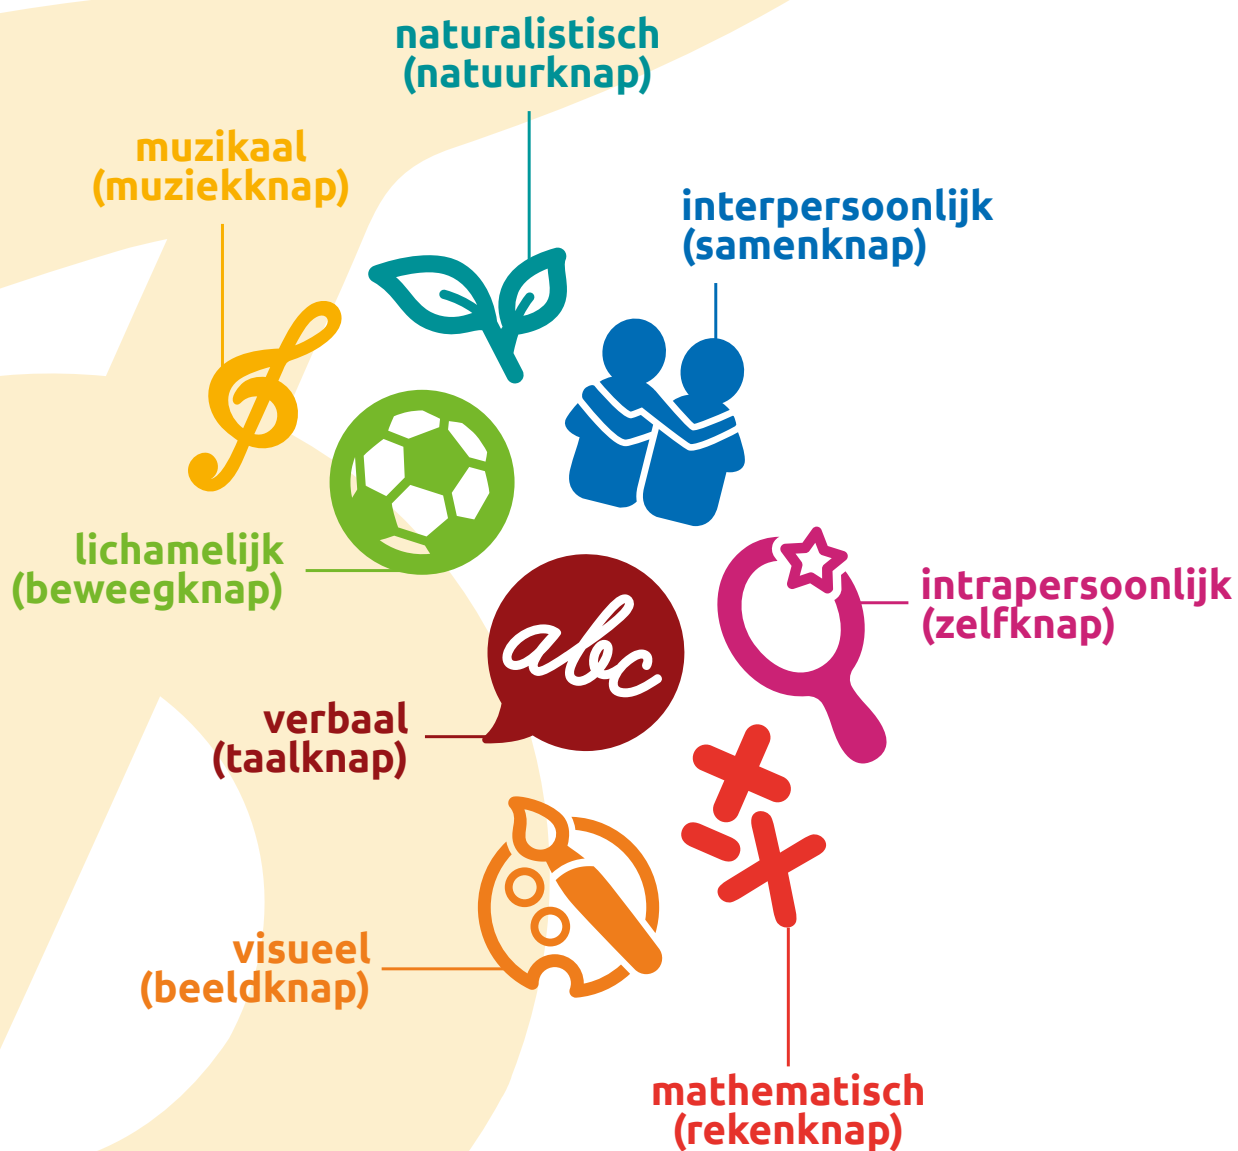 naturalistisch
(natuurknap)
muzikaal
(muziekknap)
interpersoonlijk
(samenknap)
lichamelijk
(beweegknap)
intrapersoonlijk
(zelfknap)
abc
verbaal
(taalknap)
visueel
(beeldknap)
mathematisch
(rekenknap)